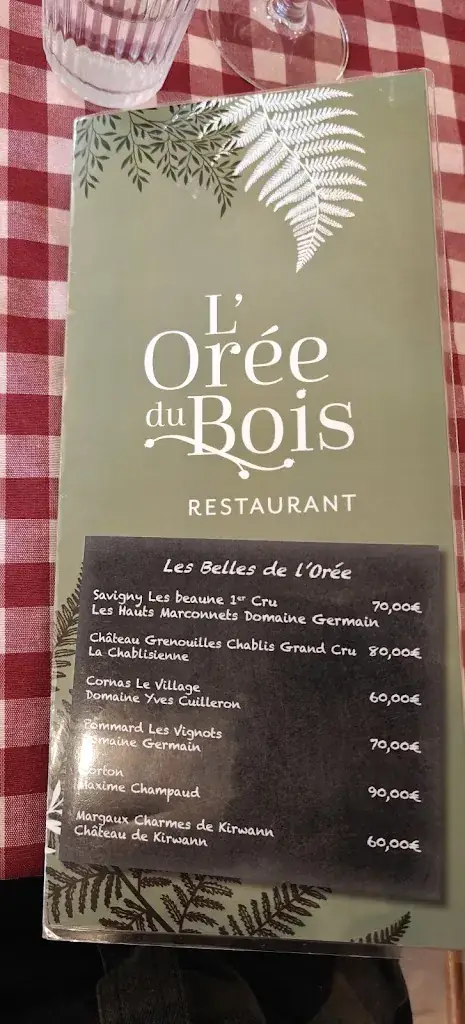 L'
Orée
du Bois
RESTAURANT
Les Belles de l'Orée
Savigny Les beaune 1er Cru 70,00€
Les Hauts Marconnets Domaine Germain
Château Grenouilles Chablis Grand Cru 80,00€
La Chablisienne
Cornas Le Village
Domaine Yves Cuilleron 60,00€
Pommard Les Vignots
Domaine Germain 70,00€
Corton
Maxime Champaud 90,00€
Margaux Charmes de Kirwann
Château de Kirwann 60,00€